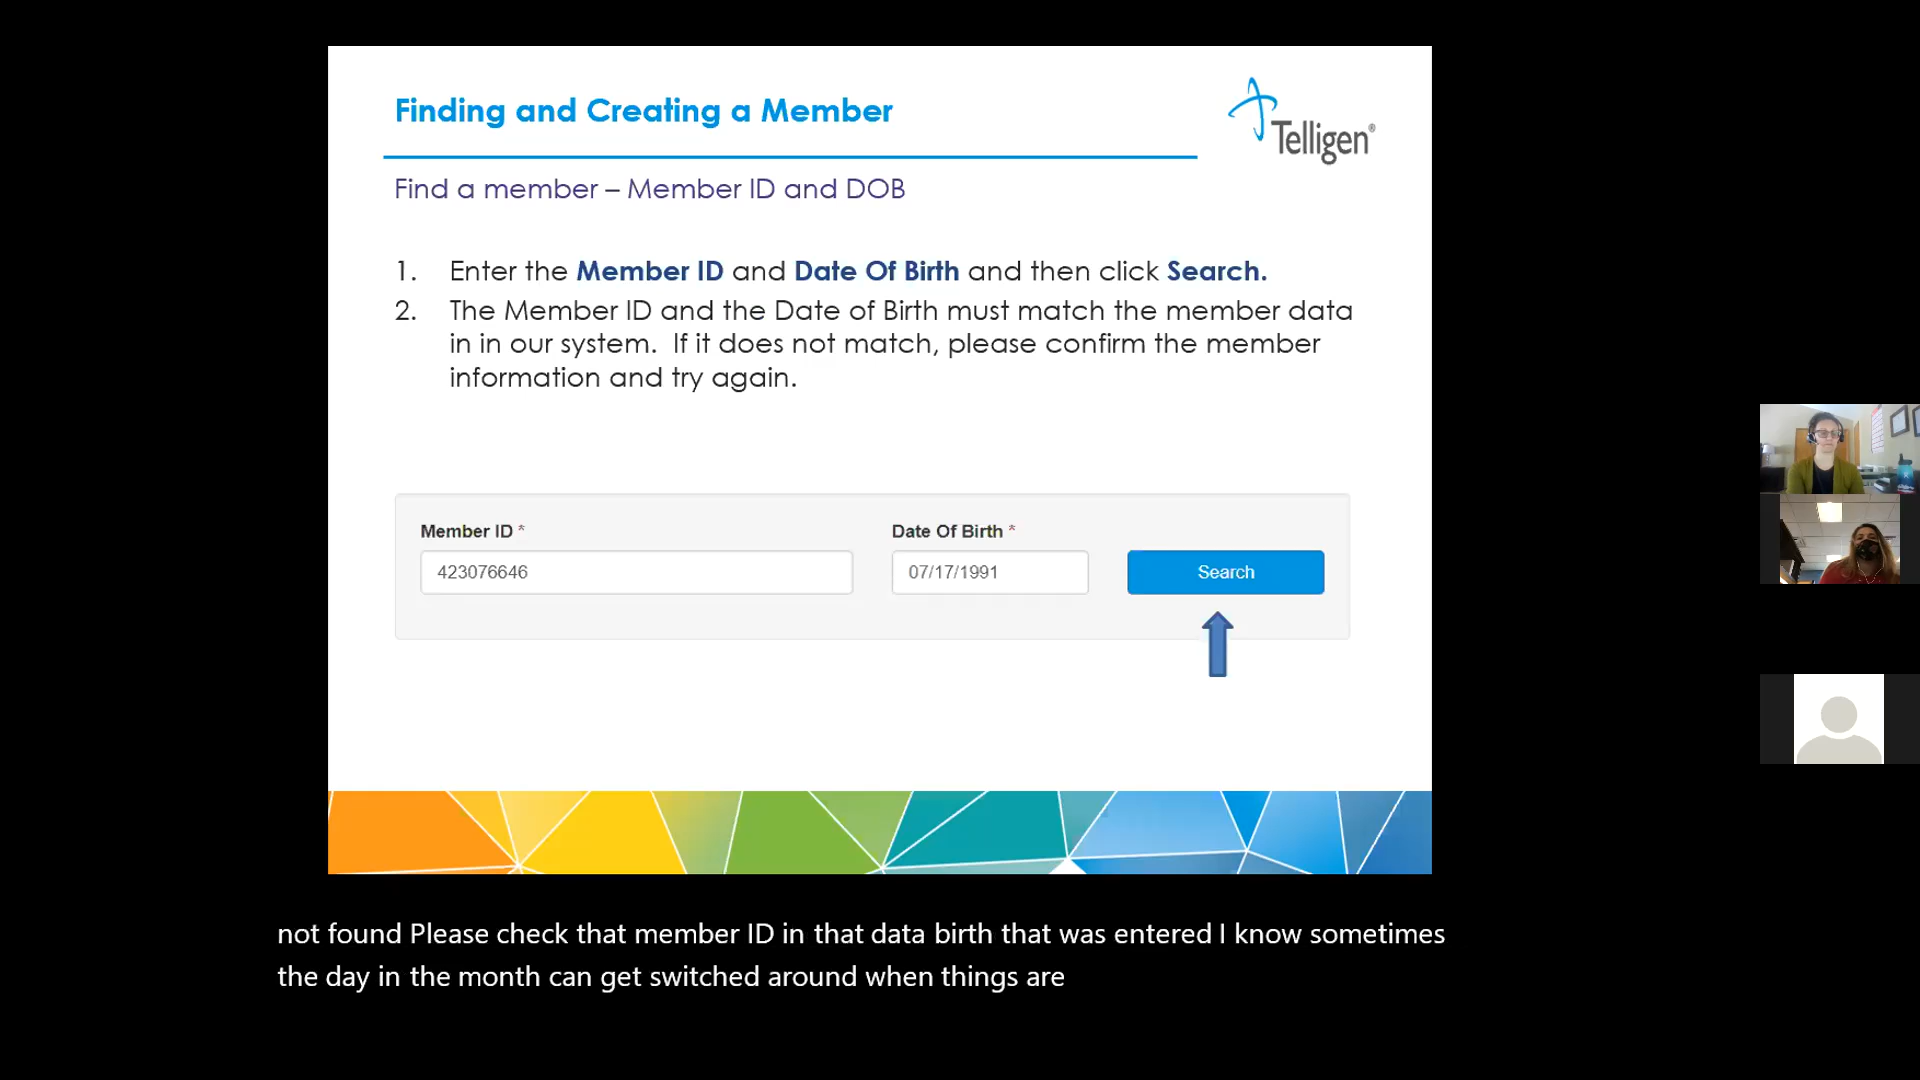 Finding and Creating a Member
Telligen®
Find a member – Member ID and DOB
1. Enter the Member ID and Date Of Birth and then click Search.
2. The Member ID and the Date of Birth must match the member data
in in our system. If it does not match, please confirm the member
information and try again.
Member ID * Date Of Birth *
423076646 07/17/1991 Search
not found Please check that member ID in that data birth that was entered I know sometimes
the day in the month can get switched around when things are